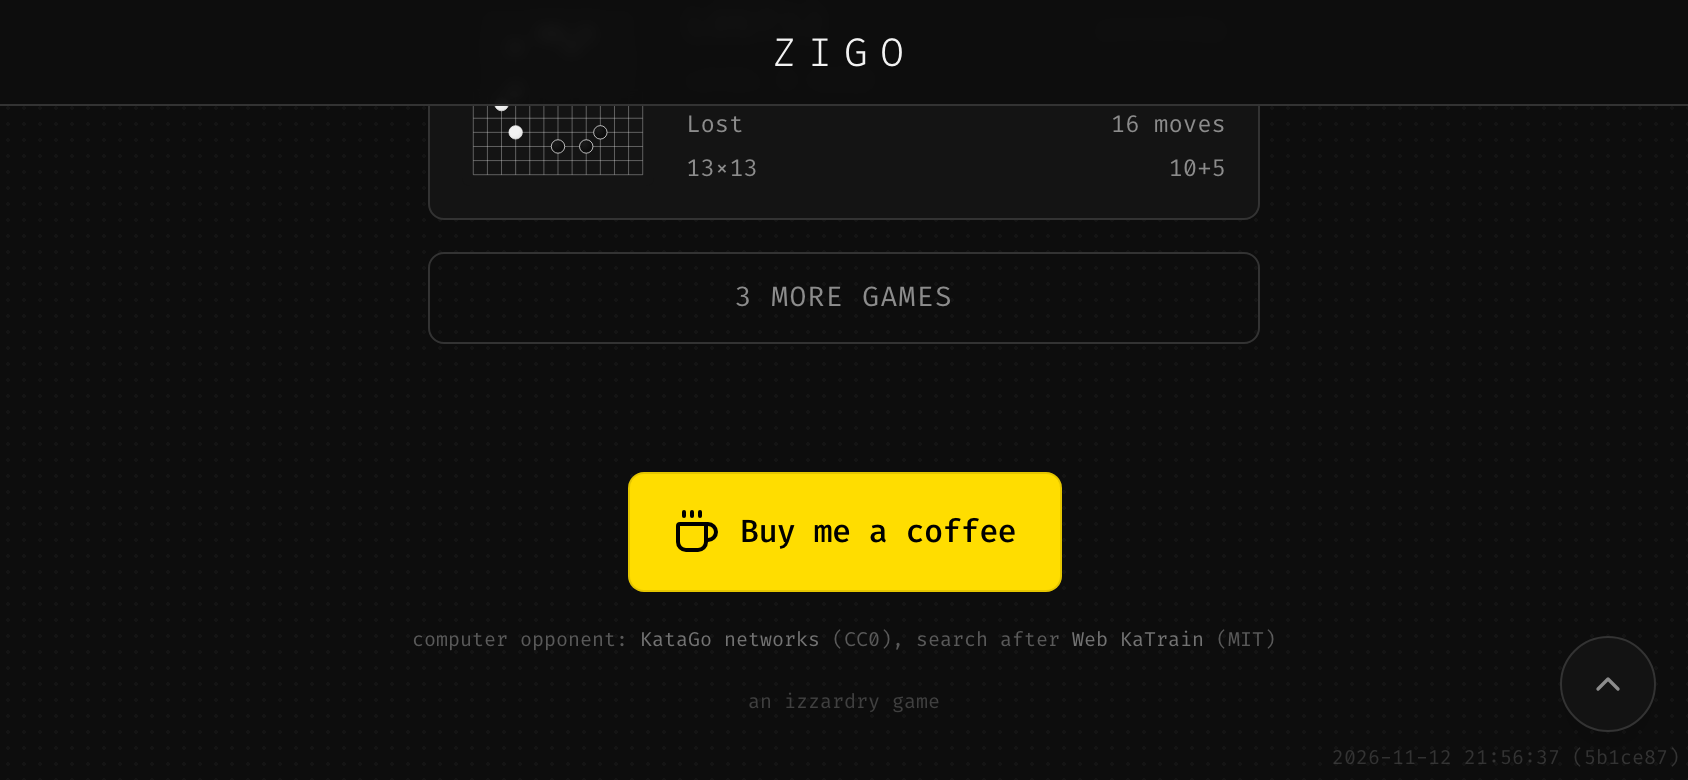 ZIGO
Lost 16 moves
13×13 10+5
3 MORE GAMES
Buy me a coffee
computer opponent: KataGo networks (CC0), search after Web KaTrain (MIT)
an izzardry game
2026-11-12 21:56:37 (5b1ce87)